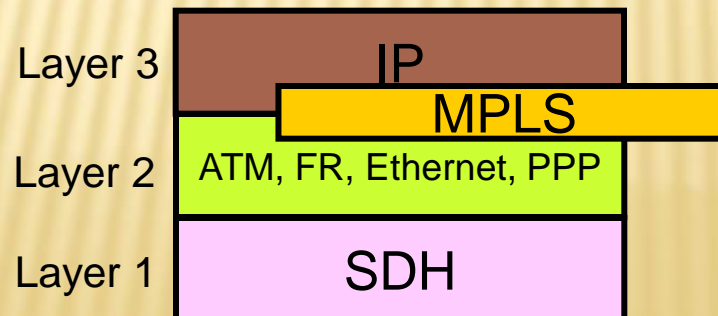 Layer 3
IP
MPLS
Layer 2
ATM, FR, Ethernet, PPP
Layer 1
SDH